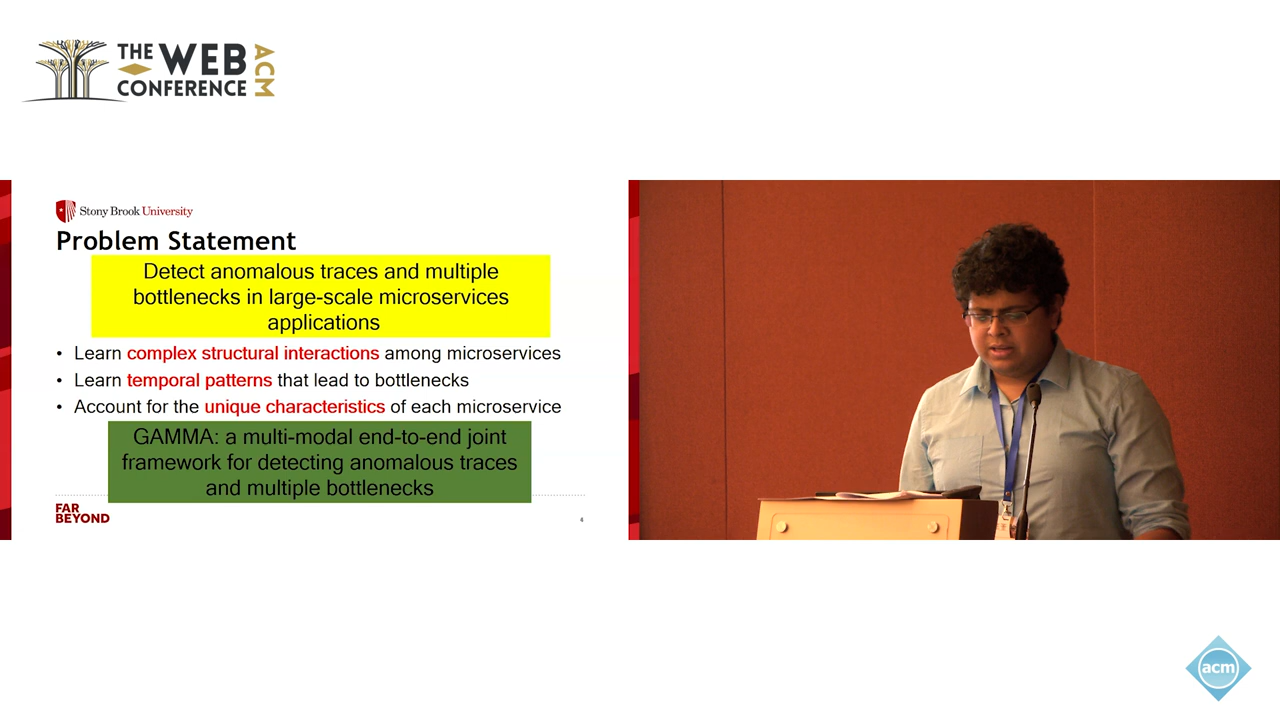 THE WEB
CONFERENCE
ACM
Stony Brook University
Problem Statement
Detect anomalous traces and multiple
bottlenecks in large-scale microservices
applications
• Learn complex structural interactions among microservices
• Learn temporal patterns that lead to bottlenecks
• Account for the unique characteristics of each microservice
GAMMA: a multi-modal end-to-end joint
framework for detecting anomalous traces
and multiple bottlenecks
FAR
BEYOND
4
acm